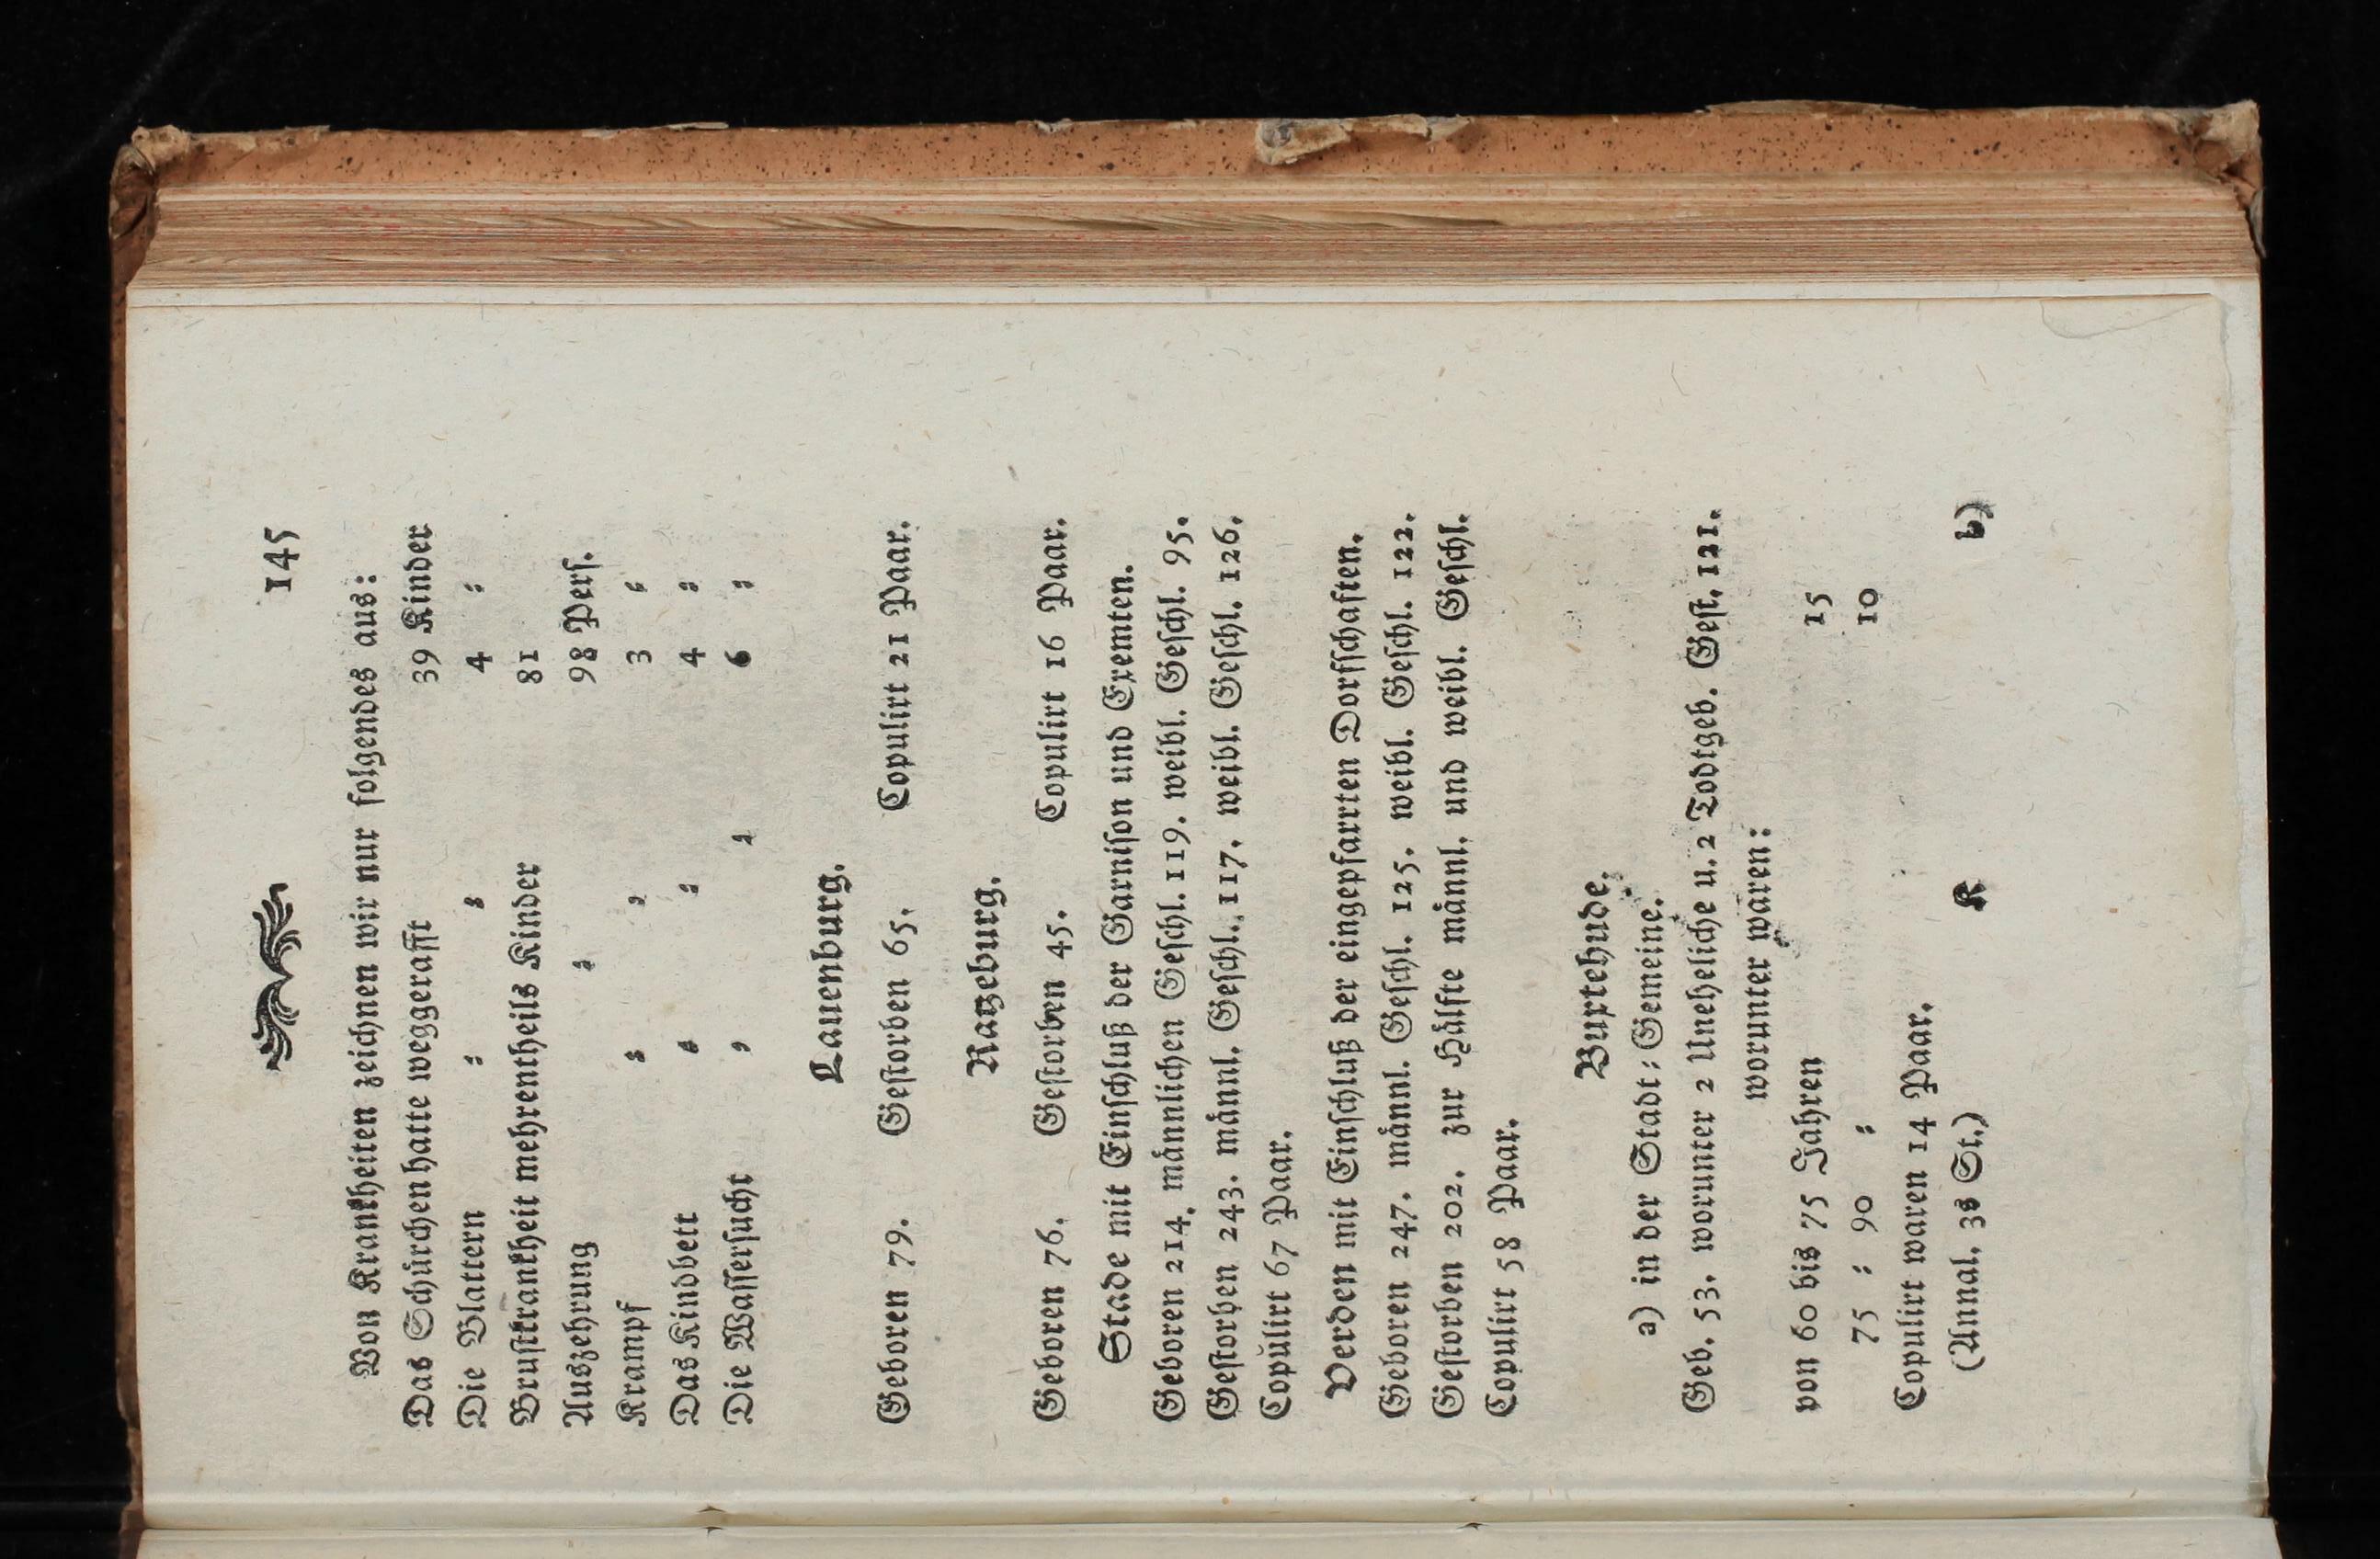 145
Von Krankheiten zeichnen wir nur folgendes aus:
Das Schürchen hatte weggerafft 39 Kinder
Die Blattern = = 4 =
Brustkrankheit mehrentheils Kinder 81
Auszehrung = 98 Pers.
Krampf = = 3 =
Das Kindbett = = 4 =
Die Wassersucht = = 6 =
Lauenburg.
Geboren 79. Gestorben 65. Copulirt 21 Paar.
Razeburg.
Geboren 76. Gestorben 45. Copulirt 16 Paar.
Stade mit Einschluß der Garnison und Exemten.
Geboren 214. männlichen Geschl. 119. weibl. Geschl. 95.
Gestorben 243. männl. Geschl. 117. weibl. Geschl. 126.
Copulirt 67 Paar.
Verden mit Einschluß der eingepfarrten Dorfschaften.
Geboren 247. männl. Geschl. 125. weibl. Geschl. 122.
Gestorben 202. zur Hälfte männl. und weibl. Geschl.
Copulirt 58 Paar.
Buxtehude.
a) in der Stadt=Gemeine.
Geb. 53. worunter 2 Uneheliche u. 2 Todtgeb. Gest. 121.
worunter waren:
von 60 bis 75 Jahren 15
75 = 90 = 10
Copulirt waren 14 Paar.
(Annal. 3s St.) K b)